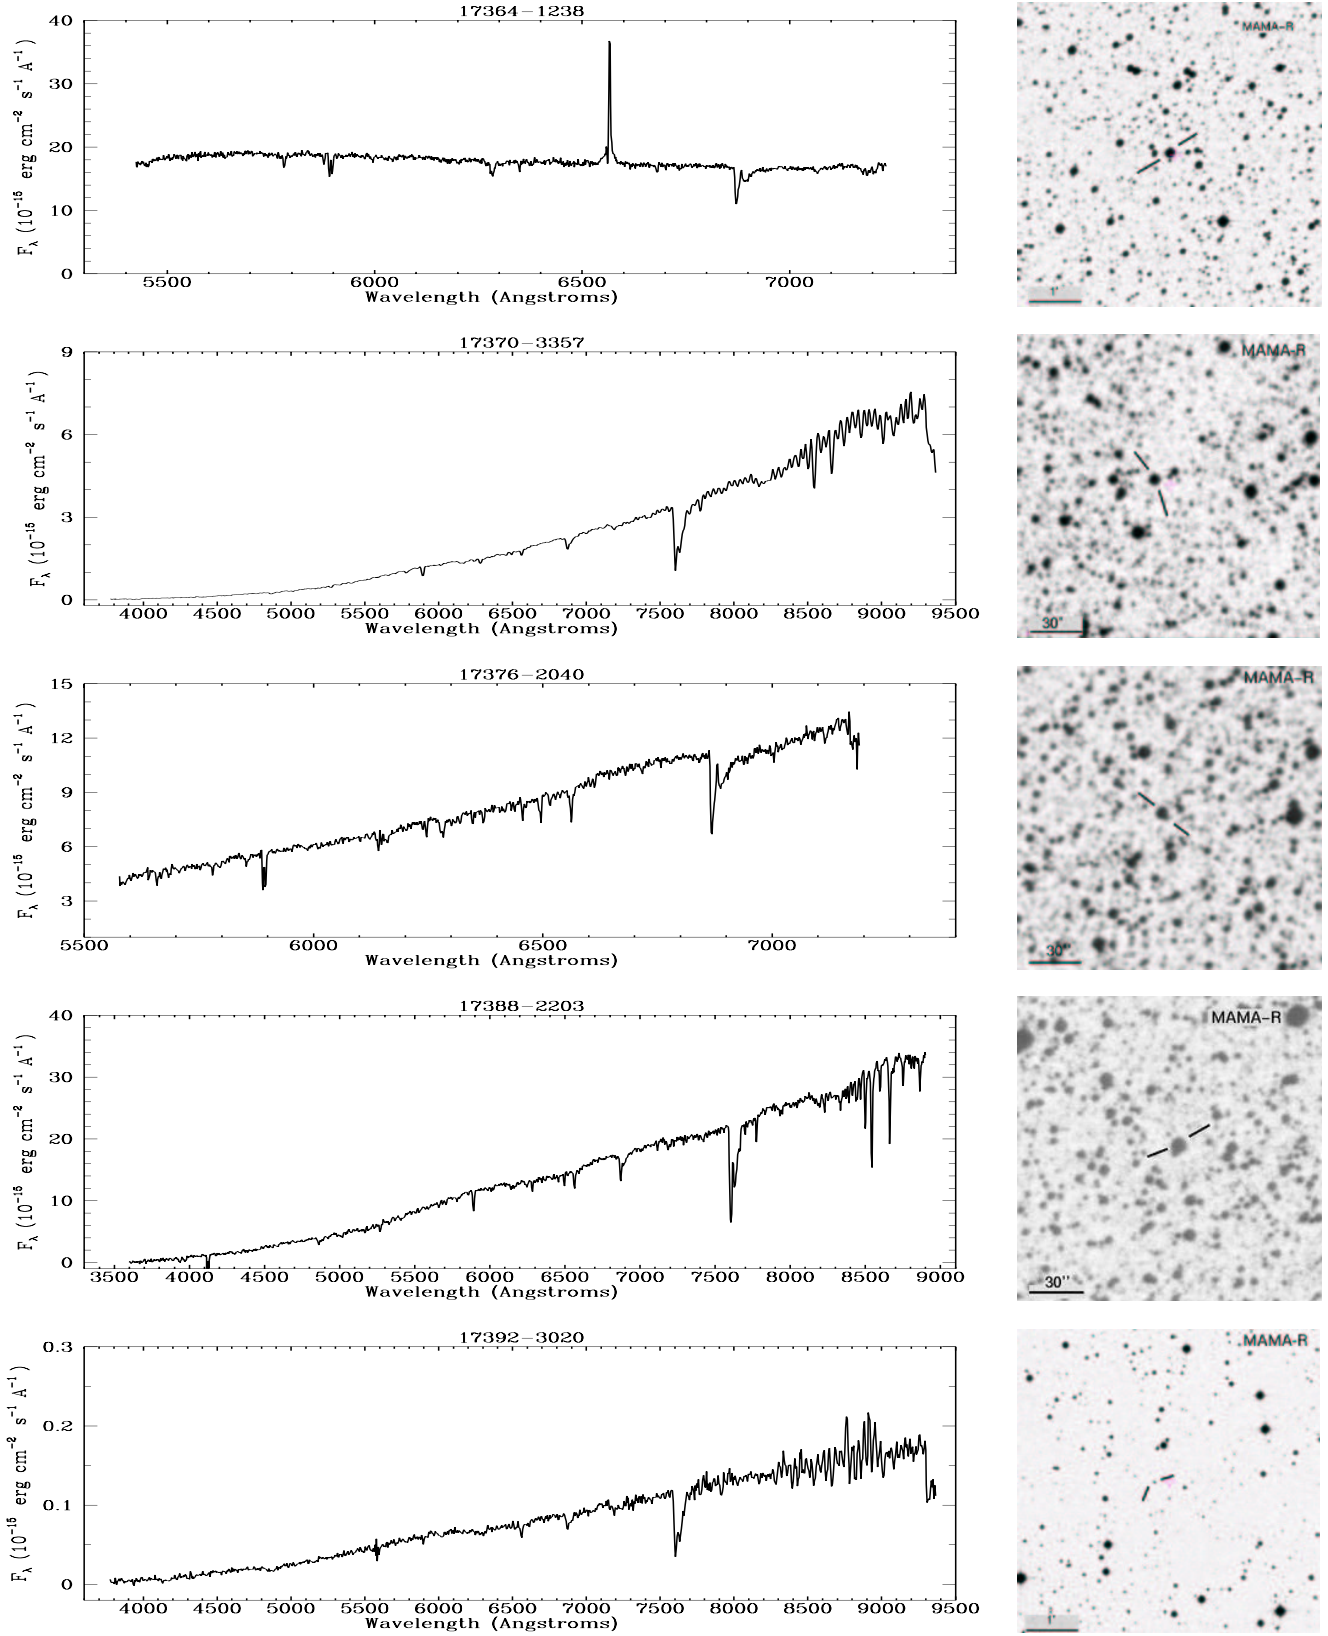 17364-1238
MAMA-R
40
30
20
10
0
F_λ (10^-15 erg cm^-2 s^-1 A^-1)
5500 6000 6500 7000
Wavelength (Angstroms)
1'
17370-3357
MAMA-R
9
6
3
0
F_λ (10^-15 erg cm^-2 s^-1 A^-1)
4000 4500 5000 5500 6000 6500 7000 7500 8000 8500 9000 9500
Wavelength (Angstroms)
30"
17376-2040
MAMA-R
15
12
9
6
3
F_λ (10^-15 erg cm^-2 s^-1 A^-1)
5500 6000 6500 7000
Wavelength (Angstroms)
30"
17388-2203
MAMA-R
40
30
20
10
0
F_λ (10^-15 erg cm^-2 s^-1 A^-1)
3500 4000 4500 5000 5500 6000 6500 7000 7500 8000 8500 9000
Wavelength (Angstroms)
30''
17392-3020
MAMA-R
0.3
0.2
0.1
0
F_λ (10^-15 erg cm^-2 s^-1 A^-1)
4000 4500 5000 5500 6000 6500 7000 7500 8000 8500 9000 9500
Wavelength (Angstroms)
1'